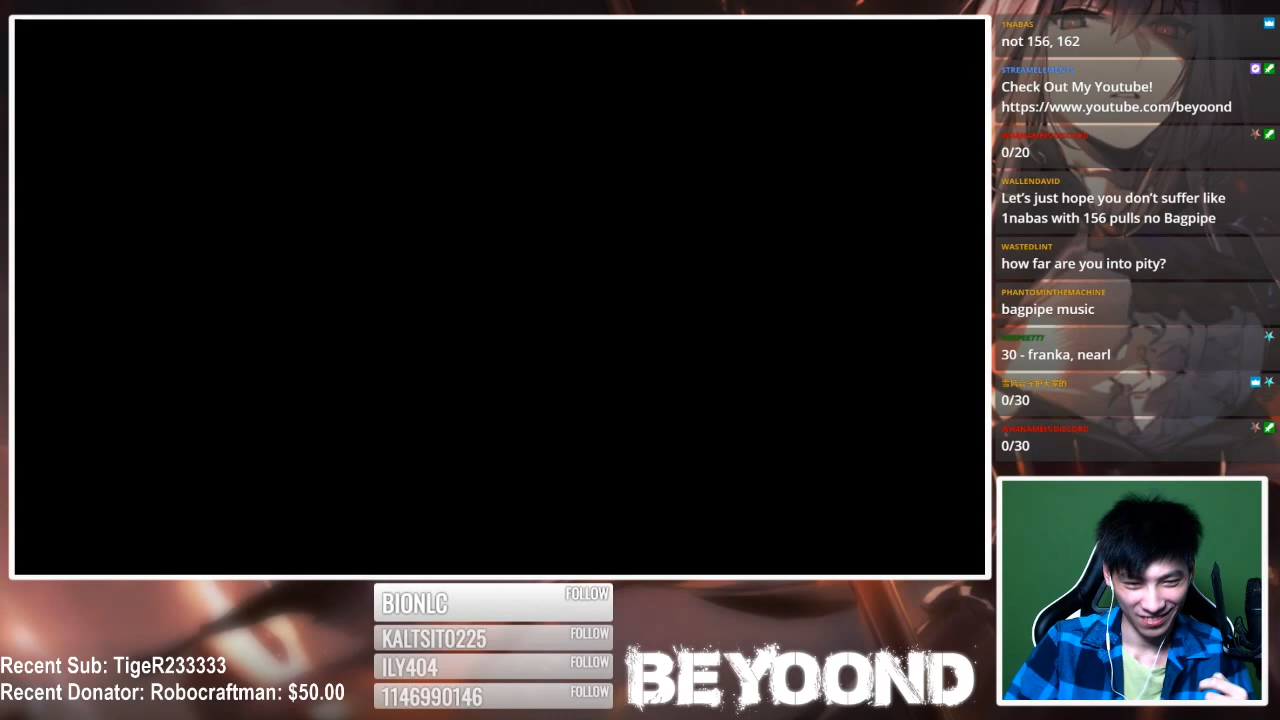 1NABAS
not 156, 162
STREAMELEMENTS
Check Out My Youtube!
https://www.youtube.com/beyoond
0/20
WALLENDAVID
Let's just hope you don't suffer like
1nabas with 156 pulls no Bagpipe
WASTEDLINT
how far are you into pity?
PHANTOMINTHEMACHINE
bagpipe music
30 - franka, nearl
0/30
0/30
BIONLC
FOLLOW
KALTSIT0225
FOLLOW
ILY404
FOLLOW
1146990146
FOLLOW
Recent Sub: TigeR233333
Recent Donator: Robocraftman: $50.00
BEYOOND